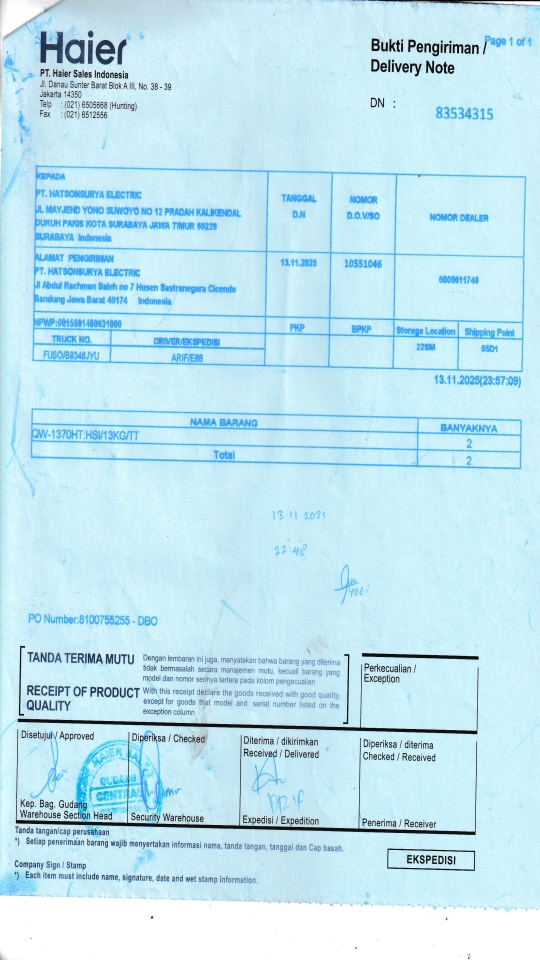 Haier
PT. Haier Sales Indonesia
Jl. Danau Sunter Barat Blok A III, No. 38 - 39
Jakarta 14350
Telp : (021) 6505668 (Hunting)
Fax : (021) 6512556
Page 1 of 1
Bukti Pengiriman /
Delivery Note
DN : 83534315
KEPADA
PT. HATSONSURYA ELECTRIC
JL MAYJEND YONO SUWOYO NO 12 PRADAH KALIKENDAL
DUKUH PAKIS KOTA SURABAYA JAWA TIMUR 60226
SURABAYA Indonesia
TANGGAL
D.N
NOMOR
D.O.V/SO
NOMOR DEALER
ALAMAT PENGIRIMAN
PT. HATSONSURYA ELECTRIC
Jl Abdul Rachman Saleh no 7 Husen Sastranegara Cicendo
Bandung Jawa Barat 40174 Indonesia
13.11.2025
10551046
6000011749
NPWP:0015591480631000
PKP
BPKP
Storage Location
Shipping Point
TRUCK NO.
DRIVER/EKSPEDISI
22SM
65D1
FUSO/B9346JYU
ARIF/E88
13.11.2025(23:57:09)
NAMA BARANG
BANYAKNYA
QW-1370HT:HSI/13KG/TT
2
Total
2
13 11 2025
22:48
PO Number:8100755255 - DBO
TANDA TERIMA MUTU
Dengan lembaran ini juga, menyatakan bahwa barang yang diterima
tidak bermasalah secara manajemen mutu, kecuali barang yang
model dan nomor serinya tertera pada kolom pengecualian
RECEIPT OF PRODUCT
QUALITY
With this receipt declare the goods received with good quality,
except for goods that model and serial number listed on the
exception column
Perkecualian /
Exception
Disetujui / Approved
Diperiksa / Checked
Diterima / dikirimkan
Received / Delivered
Diperiksa / diterima
Checked / Received
HAIER SA
GUDANG
CENTRA
ARIF
Kep. Bag. Gudang
Warehouse Section Head
Security Warehouse
Expedisi / Expedition
Penerima / Receiver
Tanda tangan/cap perusahaan
*) Setiap penerimaan barang wajib menyertakan informasi nama, tanda tangan, tanggal dan Cap basah.
EKSPEDISI
Company Sign / Stamp
*) Each item must include name, signature, date and wet stamp information.